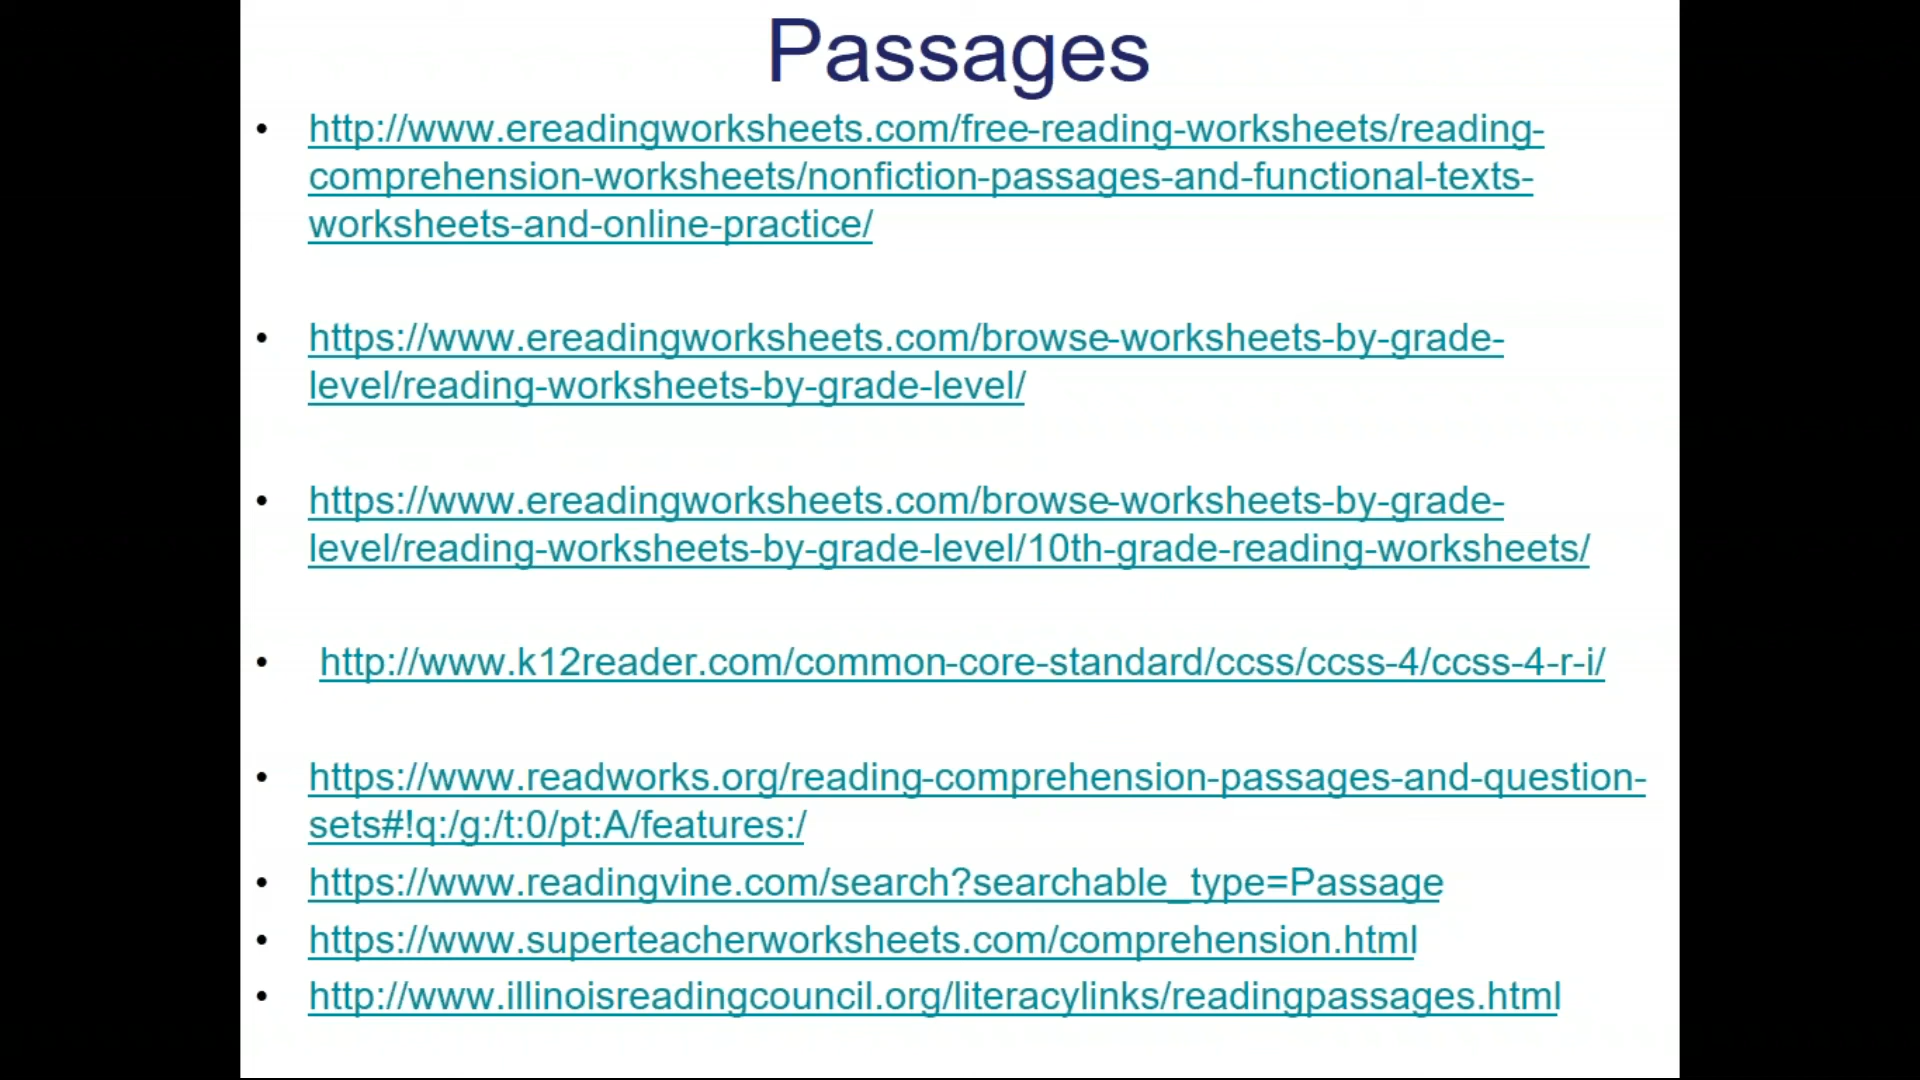 Passages
• http://www.ereadingworksheets.com/free-reading-worksheets/reading-
comprehension-worksheets/nonfiction-passages-and-functional-texts-
worksheets-and-online-practice/
• https://www.ereadingworksheets.com/browse-worksheets-by-grade-
level/reading-worksheets-by-grade-level/
• https://www.ereadingworksheets.com/browse-worksheets-by-grade-
level/reading-worksheets-by-grade-level/10th-grade-reading-worksheets/
• http://www.k12reader.com/common-core-standard/ccss/ccss-4/ccss-4-r-i/
• https://www.readworks.org/reading-comprehension-passages-and-question-
sets#!q:/g:/t:0/pt:A/features:/
• https://www.readingvine.com/search?searchable_type=Passage
• https://www.superteacherworksheets.com/comprehension.html
• http://www.illinoisreadingcouncil.org/literacylinks/readingpassages.html